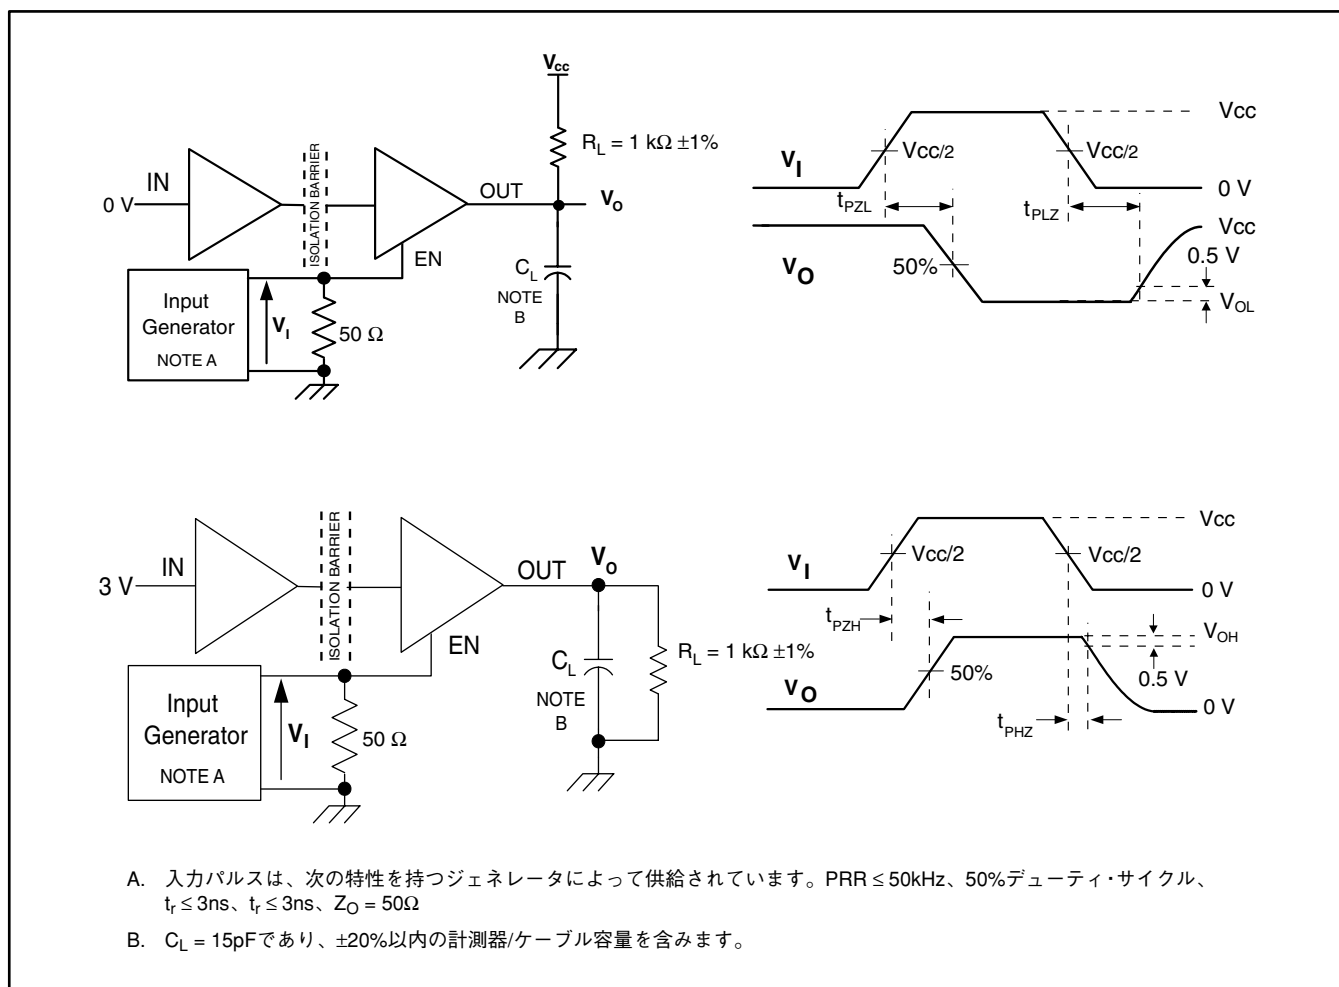 Vcc
RL = 1 kΩ ±1%
IN
0 V
ISOLATION BARRIER
OUT
VO
EN
Input
Generator
NOTE A
VI
50 Ω
CL
NOTE
B
Vcc
VI
Vcc/2
Vcc/2
0 V
tPZL
tPLZ
Vcc
VO
50%
0.5 V
VOL
3 V
IN
ISOLATION BARRIER
OUT
VO
EN
Input
Generator
NOTE A
VI
50 Ω
CL
NOTE
B
RL = 1 kΩ ±1%
Vcc
VI
Vcc/2
Vcc/2
0 V
tPZH
VOH
VO
50%
0.5 V
0 V
tPHZ
A. 入力パルスは、次の特性を持つジェネレータによって供給されています。PRR ≤ 50kHz、50%デューティ・サイクル、
tr ≤ 3ns、tr ≤ 3ns、ZO = 50Ω
B. CL = 15pFであり、±20%以内の計測器/ケーブル容量を含みます。